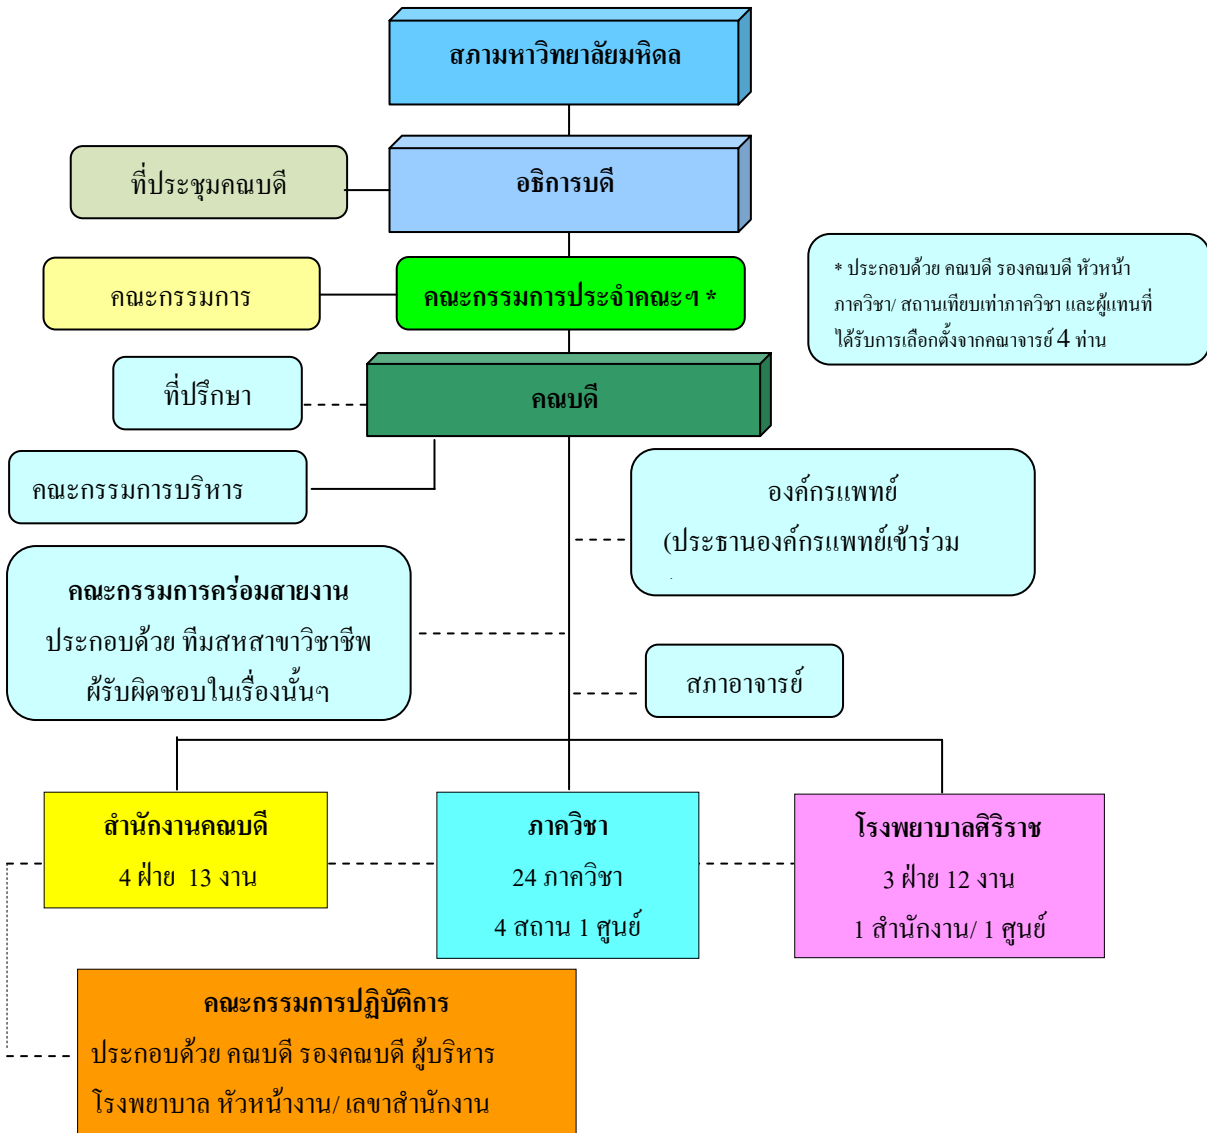 สภามหาวิทยาลัยมหิดล
ที่ประชุมคณบดี
อธิการบดี
คณะกรรมการ
คณะกรรมการประจำคณะฯ *
* ประกอบด้วย คณบดี รองคณบดี หัวหน้า
ภาควิชา/ สถานเทียบเท่าภาควิชา และผู้แทนที่
ได้รับการเลือกตั้งจากคณาจารย์ 4 ท่าน
ที่ปรึกษา
คณบดี
คณะกรรมการบริหาร
องค์กรแพทย์
(ประธานองค์กรแพทย์เข้าร่วม
คณะกรรมการคร่อมสายงาน
ประกอบด้วย ทีมสหสาขาวิชาชีพ
ผู้รับผิดชอบในเรื่องนั้นๆ
สภาอาจารย์
สำนักงานคณบดี
4 ฝ่าย 13 งาน
ภาควิชา
24 ภาควิชา
4 สถาน 1 ศูนย์
โรงพยาบาลศิริราช
3 ฝ่าย 12 งาน
1 สำนักงาน/ 1 ศูนย์
คณะกรรมการปฏิบัติการ
ประกอบด้วย คณบดี รองคณบดี ผู้บริหาร
โรงพยาบาล หัวหน้างาน/ เลขาสำนักงาน